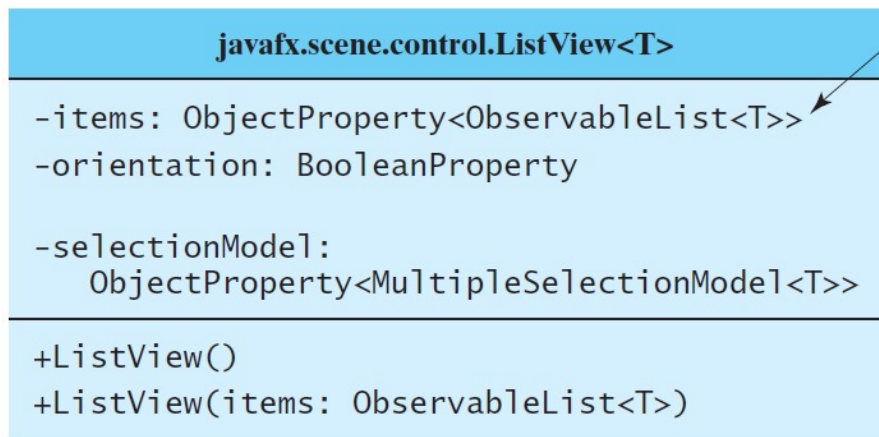 javafx.scene.control.ListView<T>
-items: ObjectProperty<ObservableList<T>>
-orientation: BooleanProperty
-selectionModel:
ObjectProperty<MultipleSelectionModel<T>>
+ListView()
+ListView(items: ObservableList<T>)